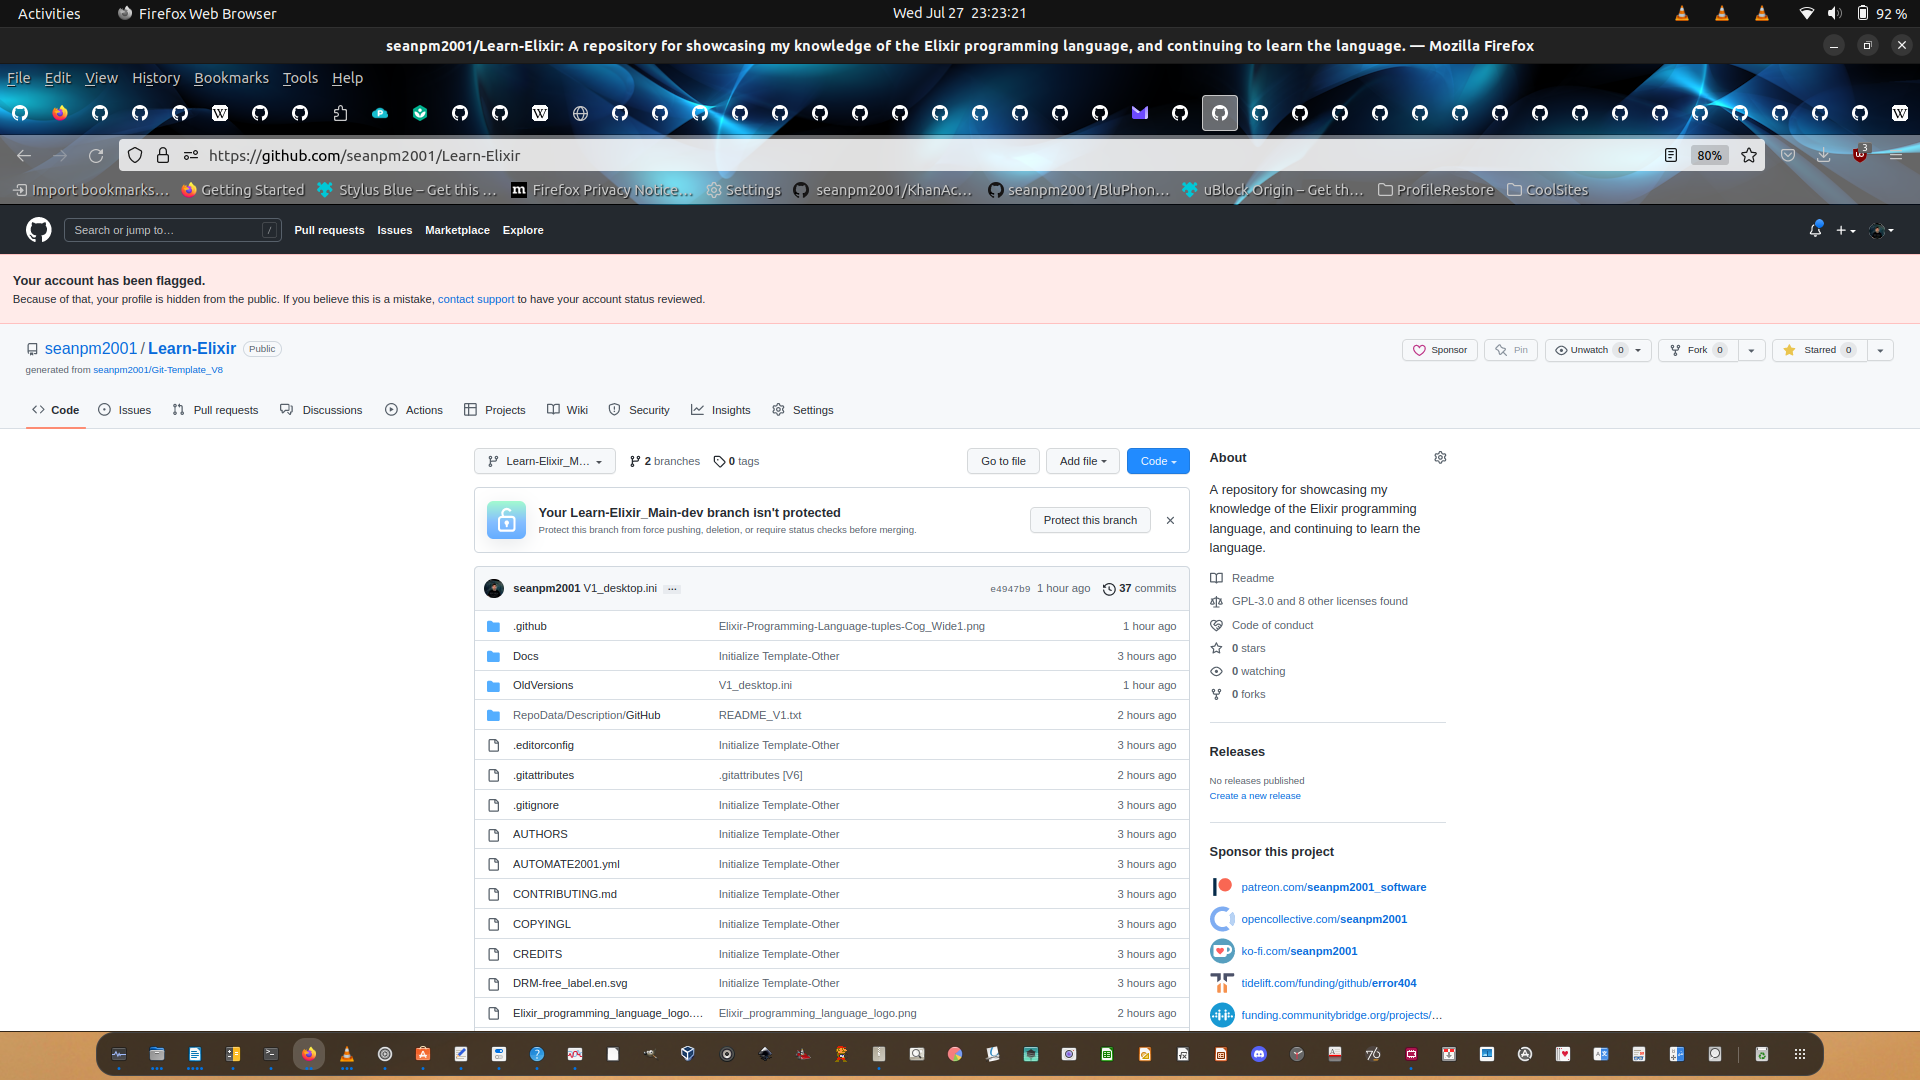 Activities
Firefox Web Browser
Wed Jul 27 23:23:21
92 %
seanpm2001/Learn-Elixir: A repository for showcasing my knowledge of the Elixir programming language, and continuing to learn the language. — Mozilla Firefox
File Edit View History Bookmarks Tools Help
https://github.com/seanpm2001/Learn-Elixir
80%
3
Import bookmarks…
Getting Started
Stylus Blue – Get this …
Firefox Privacy Notice…
Settings
seanpm2001/KhanAc…
seanpm2001/BluPhon…
uBlock Origin – Get th…
ProfileRestore
CoolSites
Search or jump to…
/
Pull requests
Issues
Marketplace
Explore
Your account has been flagged.
Because of that, your profile is hidden from the public. If you believe this is a mistake, contact support to have your account status reviewed.
seanpm2001 / Learn-Elixir Public
Sponsor
Pin
Unwatch 0
Fork 0
Starred 0
generated from seanpm2001/Git-Template_V8
Code
Issues
Pull requests
Discussions
Actions
Projects
Wiki
Security
Insights
Settings
Learn-Elixir_M…
2 branches
0 tags
Go to file
Add file
Code
Your Learn-Elixir_Main-dev branch isn't protected
Protect this branch from force pushing, deletion, or require status checks before merging.
Protect this branch
seanpm2001 V1_desktop.ini … e4947b9 1 hour ago 37 commits
.github Elixir-Programming-Language-tuples-Cog_Wide1.png 1 hour ago
Docs Initialize Template-Other 3 hours ago
OldVersions V1_desktop.ini 1 hour ago
RepoData/Description/GitHub README_V1.txt 2 hours ago
.editorconfig Initialize Template-Other 3 hours ago
.gitattributes .gitattributes [V6] 2 hours ago
.gitignore Initialize Template-Other 3 hours ago
AUTHORS Initialize Template-Other 3 hours ago
AUTOMATE2001.yml Initialize Template-Other 3 hours ago
CONTRIBUTING.md Initialize Template-Other 3 hours ago
COPYINGL Initialize Template-Other 3 hours ago
CREDITS Initialize Template-Other 3 hours ago
DRM-free_label.en.svg Initialize Template-Other 3 hours ago
Elixir_programming_language_logo.… Elixir_programming_language_logo.png 2 hours ago
About
A repository for showcasing my
knowledge of the Elixir programming
language, and continuing to learn the
language.
Readme
GPL-3.0 and 8 other licenses found
Code of conduct
0 stars
0 watching
0 forks
Releases
No releases published
Create a new release
Sponsor this project
patreon.com/seanpm2001_software
opencollective.com/seanpm2001
ko-fi.com/seanpm2001
tidelift.com/funding/github/error404
funding.communitybridge.org/projects/…